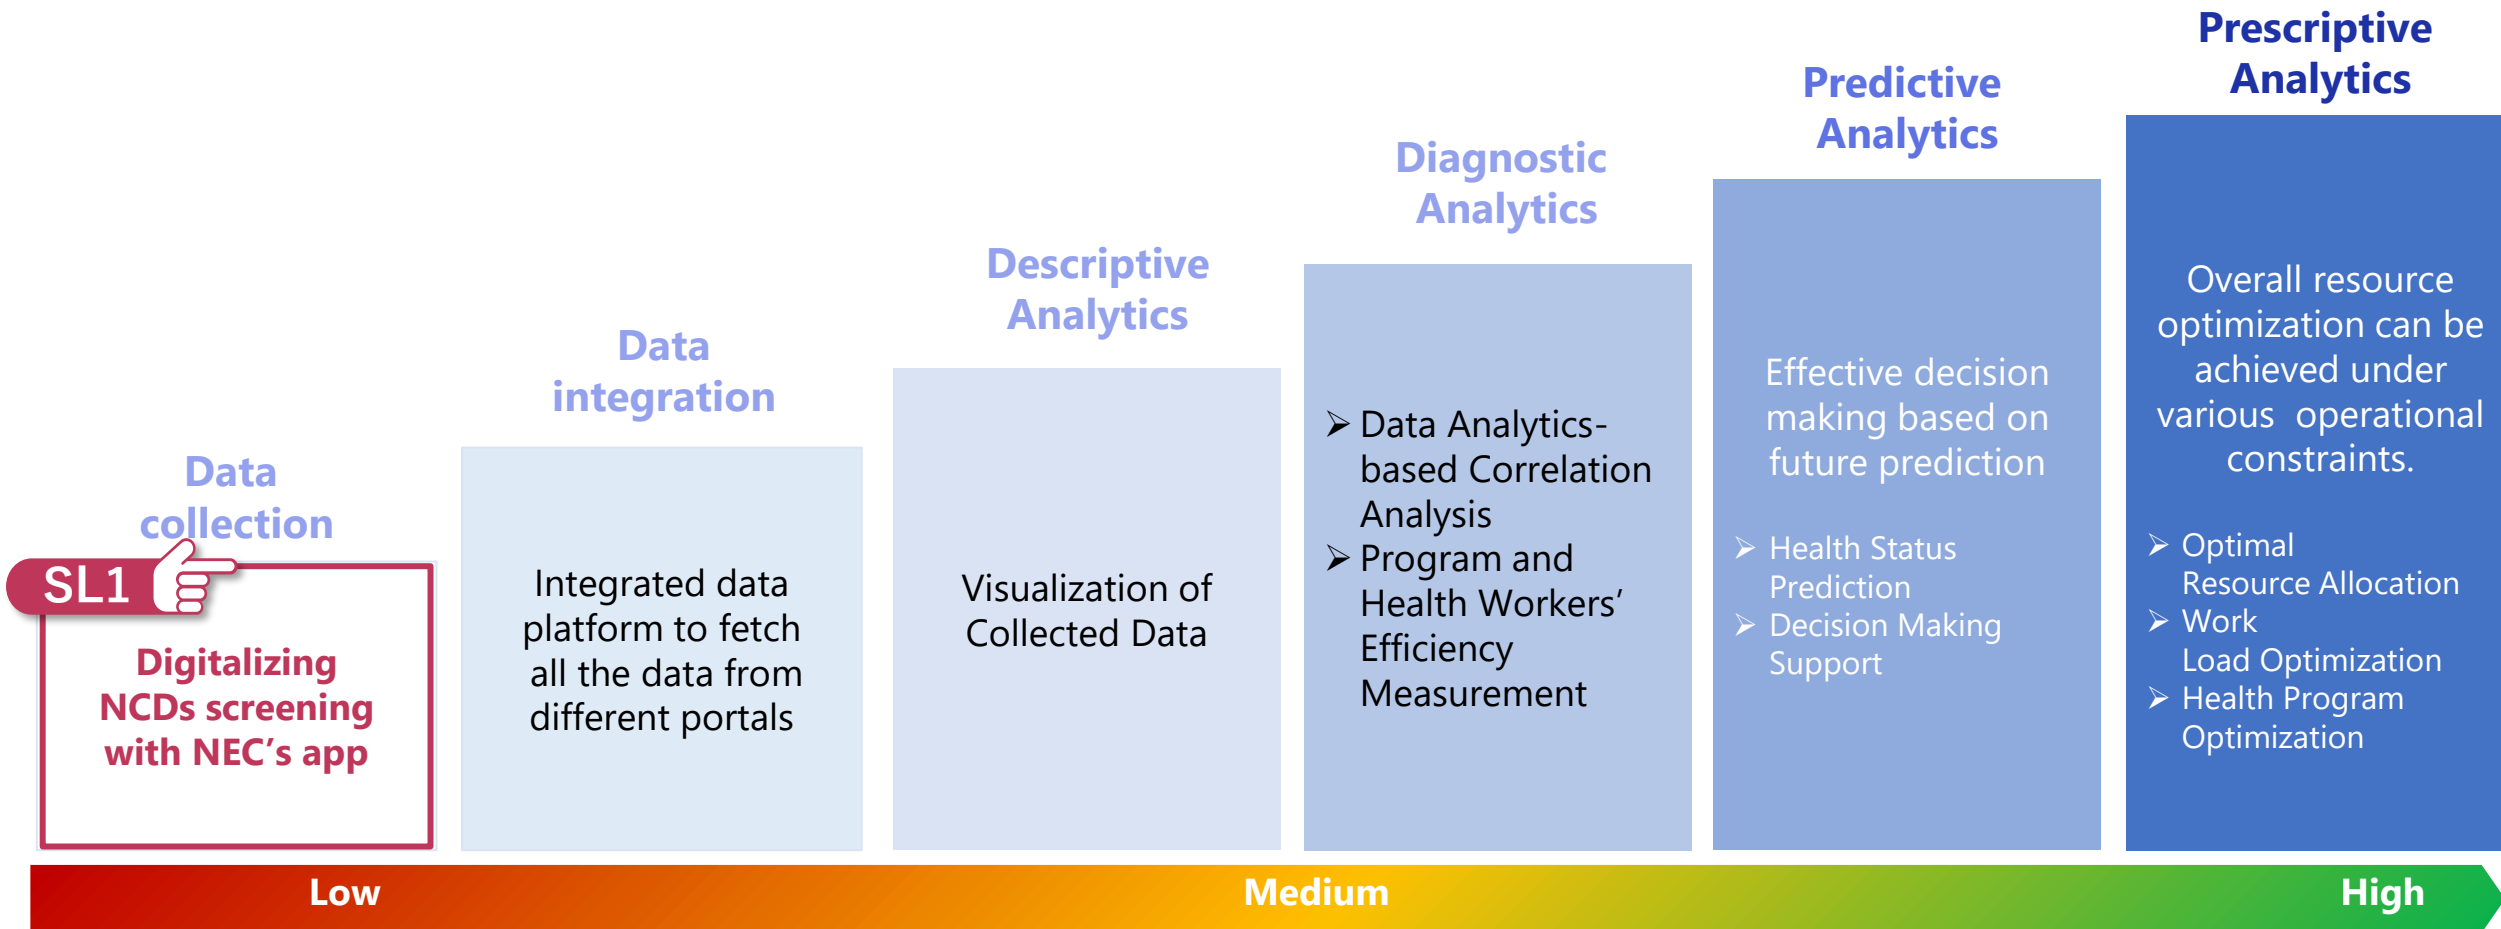 Data
collection
SL1
Digitalizing
NCDs screening
with NEC’s app
Data
integration
Integrated data
platform to fetch
all the data from
different portals
Descriptive
Analytics
Visualization of
Collected Data
Diagnostic
Analytics
➢ Data Analytics-
based Correlation
Analysis
➢ Program and
Health Workers’
Efficiency
Measurement
Predictive
Analytics
Effective decision
making based on
future prediction
➢ Health Status
Prediction
➢ Decision Making
Support
Prescriptive
Analytics
Overall resource
optimization can be
achieved under
various operational
constraints.
➢ Optimal
Resource Allocation
➢ Work
Load Optimization
➢ Health Program
Optimization
Low
Medium
High